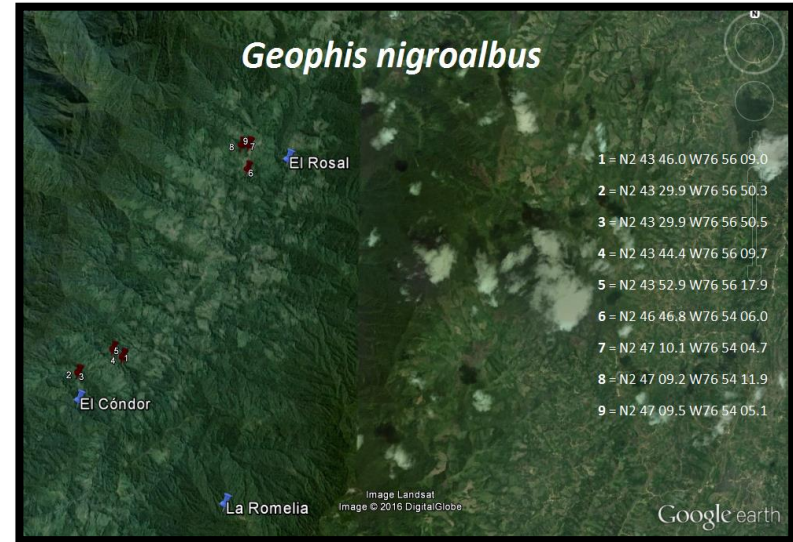 N
Geophis nigroalbus
9
8 7
6
El Rosal
1 = N2 43 46.0 W76 56 09.0
2 = N2 43 29.9 W76 56 50.3
3 = N2 43 29.9 W76 56 50.5
4 = N2 43 44.4 W76 56 09.7
5 = N2 43 52.9 W76 56 17.9
6 = N2 46 46.8 W76 54 06.0
7 = N2 47 10.1 W76 54 04.7
8 = N2 47 09.2 W76 54 11.9
9 = N2 47 09.5 W76 54 05.1
5
4 1
2 3
El Cóndor
La Romelia
Image Landsat
Image © 2016 DigitalGlobe
Google earth